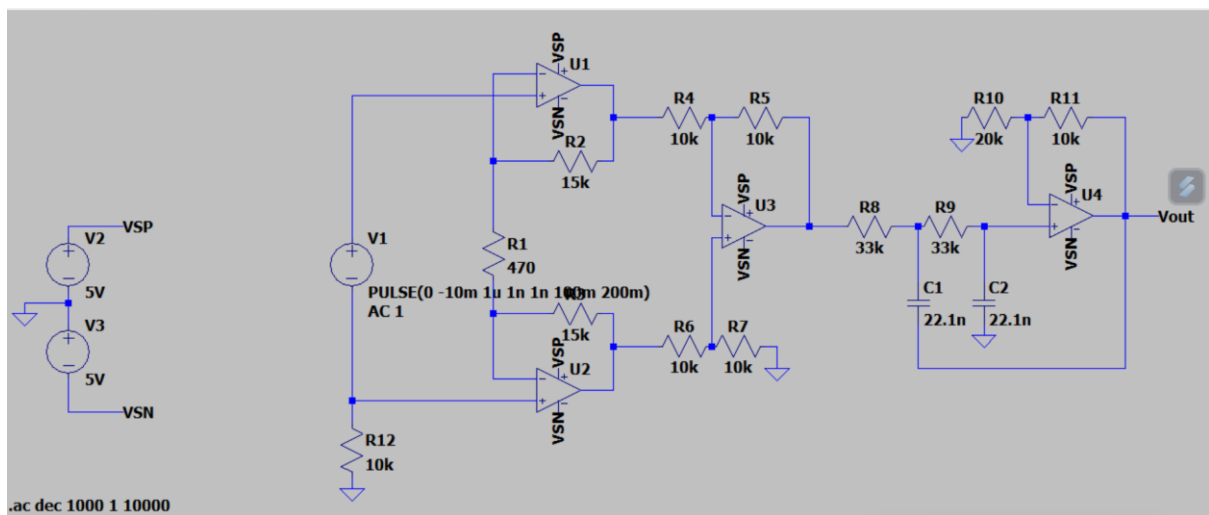 VSP
V2
5V
V3
5V
VSN
.ac dec 1000 1 10000
V1
PULSE(0 -10m 1u 1n 1n 100m 200m)
AC 1
R12
10k
VSP
U1
VSN
R2
15k
R1
470
R3
15k
VSP
U2
VSN
R4
10k
R5
10k
VSP
U3
VSN
R6
10k
R7
10k
R8
33k
R9
33k
C1
22.1n
C2
22.1n
R10
20k
R11
10k
VSP
U4
VSN
Vout